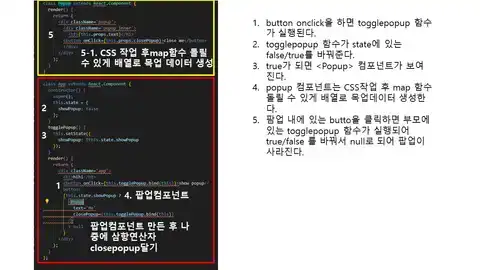 render() {
return (
<div className='popup'>
<div className='popup_inner'>
<h1>{this.props.text}</h1>
<button onClick={this.props.closePopup}>close me</button>
</div>
</div>
5
5-1. CSS 작업 후map함수 돌릴
수 있게 배열로 목업 데이터 생성
class App extends React.Component {
constructor() {
super();
this.state = {
showPopup: false
};
}
2
togglePopup() {
this.setState({
showPopup: !this.state.showPopup
});
}
3
render() {
return (
<div className='app'>
<button onClick={this.togglePopup.bind(this)}>show popup</
button>
1
{this.state.showPopup ?
4. 팝업컴포넌트
<Popup
text='
closePopup={this.togglePopup.bind(this)}
/>
: null
팝업컴포넌트 만든 후 나
중에 삼항연산자
closepopup달기
1. button onclick을 하면 togglepopup 함수
가 실행된다.
2. togglepopup 함수가 state에 있는
false/true를 바꿔준다.
3. true가 되면 <Popup> 컴포넌트가 보여
진다.
4. popup 컴포넌트는 CSS작업 후 map 함수
돌릴 수 있게 배열로 목업데이터 생성한
다.
5. 팝업 내에 있는 butto을 클릭하면 부모에
있는 togglepopup 함수가 실행되어
true/false 를 바꿔서 null로 되어 팝업이
사라진다.